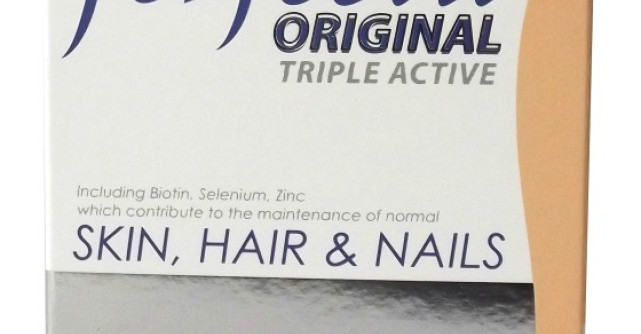 ORIGINAL
TRIPLE ACTIVE
Including Biotin, Selenium, Zinc
which contribute to the maintenance of normal
SKIN, HAIR & NAILS